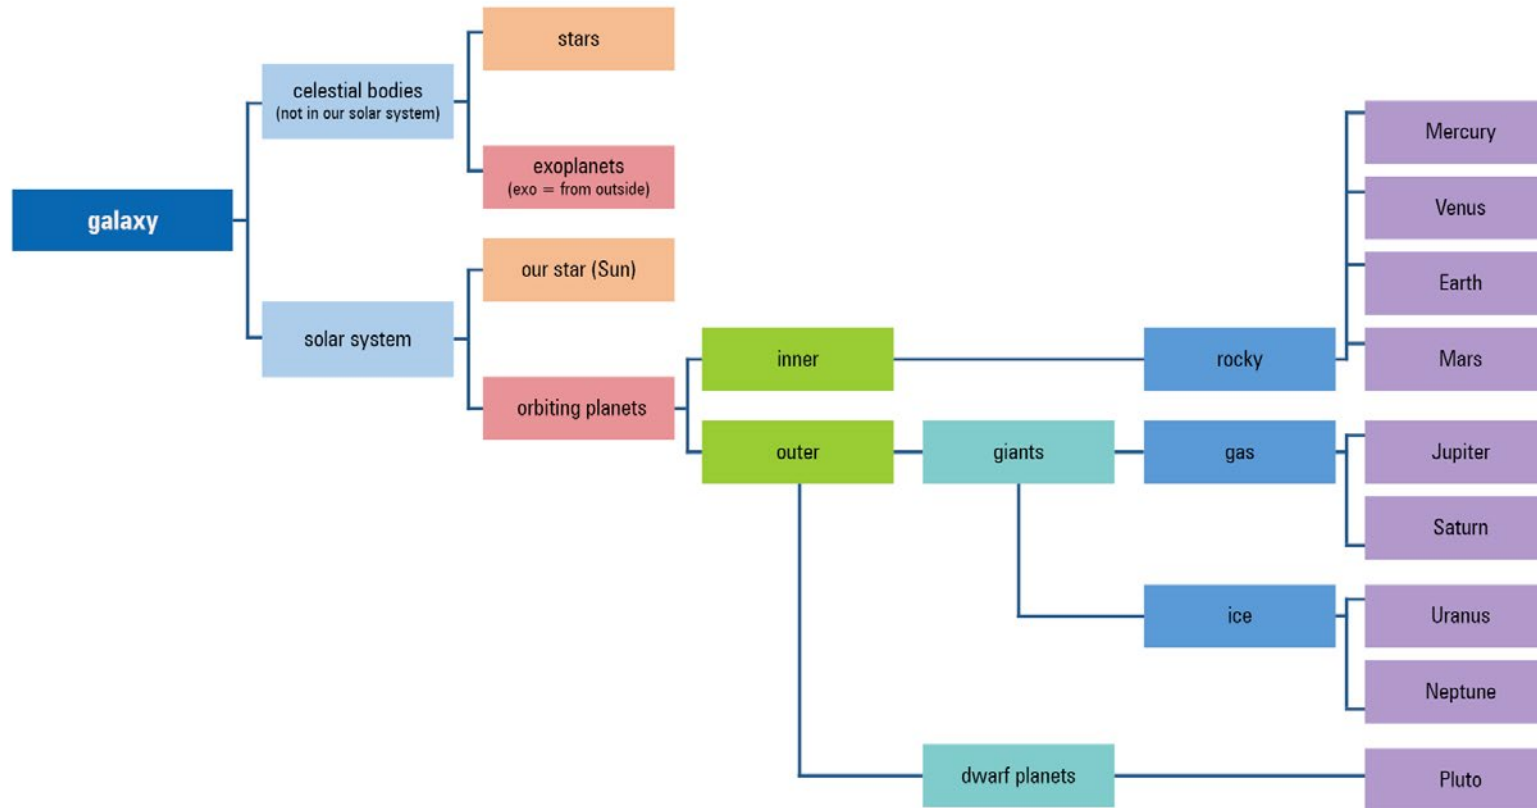 stars
celestial bodies
(not in our solar system)
exoplanets
(exo = from outside)
galaxy
our star (Sun)
solar system
orbiting planets
inner
rocky
Mercury
Venus
Earth
Mars
outer
giants
gas
Jupiter
Saturn
ice
Uranus
Neptune
dwarf planets
Pluto